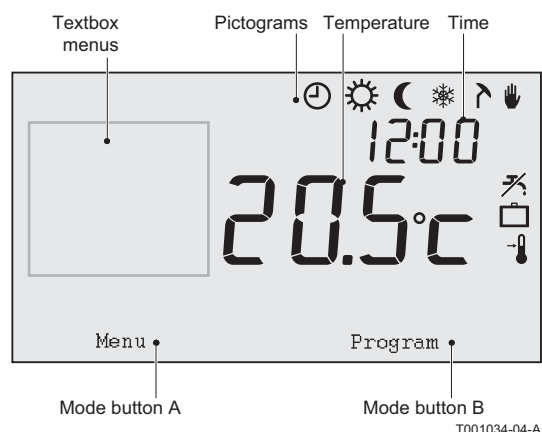 Textbox menus
Pictograms
Temperature
Time
12:00
20.5°c
Menu
Program
Mode button A
Mode button B
T001034-04-A